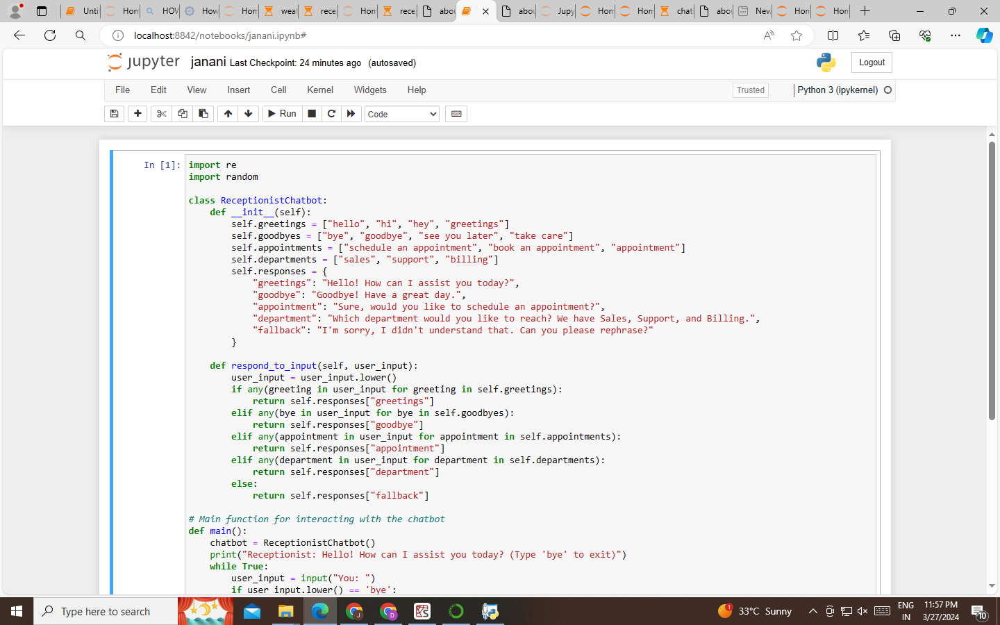 Unti Hom HOW How Hom weat rece Hom rece abou abou Jupy Hom Hom chat abou New Hom Hom
localhost:8842/notebooks/janani.ipynb#
jupyter janani Last Checkpoint: 24 minutes ago (autosaved) Logout
File Edit View Insert Cell Kernel Widgets Help Trusted Python 3 (ipykernel)
Run Code
In [1]:
import re
import random
class ReceptionistChatbot:
    def __init__(self):
        self.greetings = ["hello", "hi", "hey", "greetings"]
        self.goodbyes = ["bye", "goodbye", "see you later", "take care"]
        self.appointments = ["schedule an appointment", "book an appointment", "appointment"]
        self.departments = ["sales", "support", "billing"]
        self.responses = {
            "greetings": "Hello! How can I assist you today?",
            "goodbye": "Goodbye! Have a great day.",
            "appointment": "Sure, would you like to schedule an appointment?",
            "department": "Which department would you like to reach? We have Sales, Support, and Billing.",
            "fallback": "I'm sorry, I didn't understand that. Can you please rephrase?"
        }
    def respond_to_input(self, user_input):
        user_input = user_input.lower()
        if any(greeting in user_input for greeting in self.greetings):
            return self.responses["greetings"]
        elif any(bye in user_input for bye in self.goodbyes):
            return self.responses["goodbye"]
        elif any(appointment in user_input for appointment in self.appointments):
            return self.responses["appointment"]
        elif any(department in user_input for department in self.departments):
            return self.responses["department"]
        else:
            return self.responses["fallback"]
# Main function for interacting with the chatbot
def main():
    chatbot = ReceptionistChatbot()
    print("Receptionist: Hello! How can I assist you today? (Type 'bye' to exit)")
    while True:
        user_input = input("You: ")
        if user_input.lower() == 'bye':
Type here to search
33°C Sunny
ENG
IN
11:57 PM
3/27/2024
10